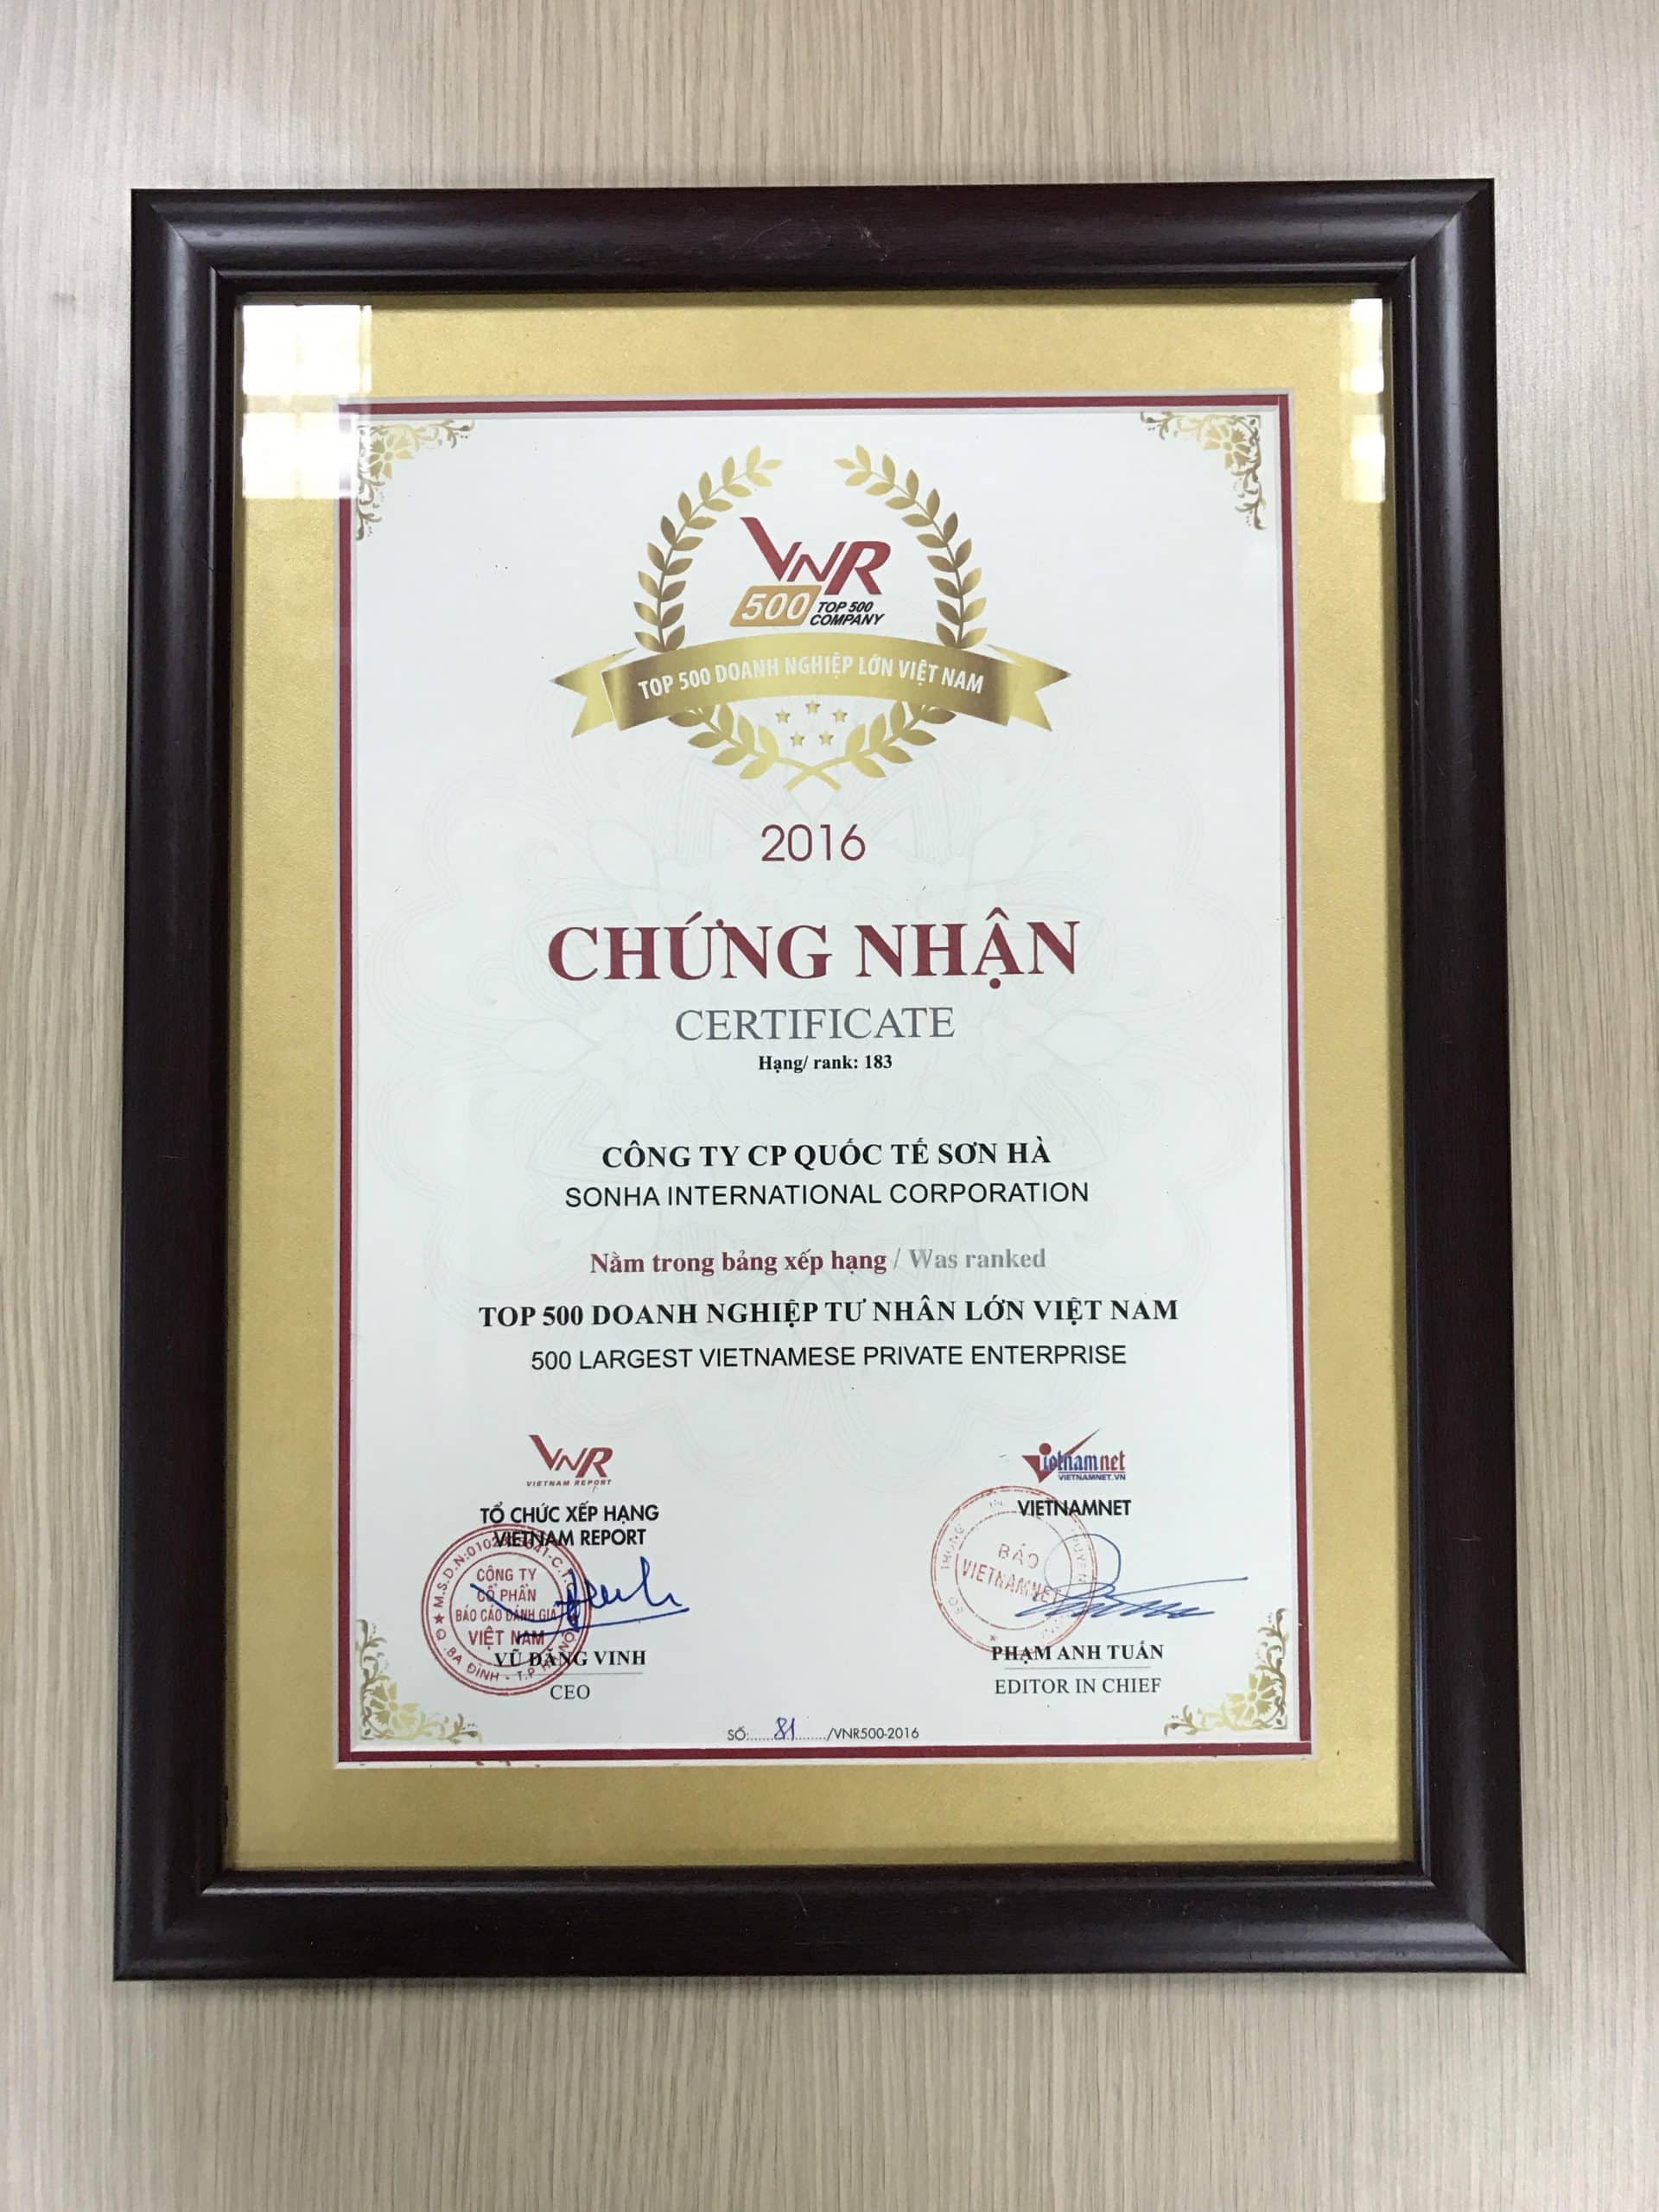 VNR
500 TOP 500
COMPANY
TOP 500 DOANH NGHIỆP LỚN VIỆT NAM
2016
CHỨNG NHẬN
CERTIFICATE
Hạng/ rank: 183
CÔNG TY CP QUỐC TẾ SƠN HÀ
SONHA INTERNATIONAL CORPORATION
Nằm trong bảng xếp hạng / Was ranked
TOP 500 DOANH NGHIỆP TƯ NHÂN LỚN VIỆT NAM
500 LARGEST VIETNAMESE PRIVATE ENTERPRISE
VNR
VIETNAM REPORT
TỔ CHỨC XẾP HẠNG
VIETNAM REPORT
M.S.D.N:
CÔNG TY
CỔ PHẦN
BÁO CÁO ĐÁNH GIÁ
VIỆT NAM
Q. BA ĐÌNH - T.P HÀ NỘI
VŨ ĐĂNG VINH
CEO
vietnamnet
VIETNAMNET.VN
VIETNAMNET
BÁO
VIETNAMNET
PHẠM ANH TUẤN
EDITOR IN CHIEF
SỐ:......81......../VNR500-2016